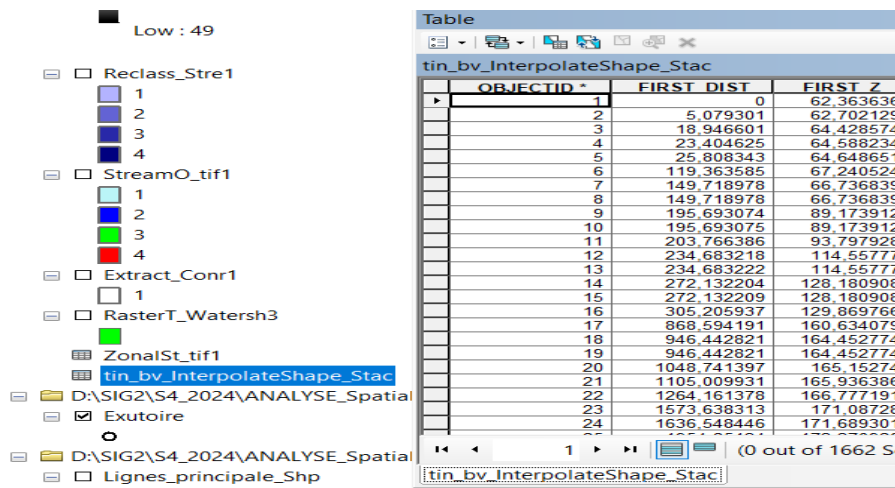 Low : 49
Reclass_Stre1
1
2
3
4
StreamO_tif1
1
2
3
4
Extract_Conr1
1
RasterT_Watersh3
ZonalSt_tif1
tin_bv_InterpolateShape_Stac
D:\SIG2\S4_2024\ANALYSE_Spatial
Exutoire
D:\SIG2\S4_2024\ANALYSE_Spatial
Lignes_principale_Shp
Table
tin_bv_InterpolateShape_Stac
OBJECTID * FIRST_DIST FIRST_Z
1 0 62,363636
2 5,079301 62,702129
3 18,946601 64,428574
4 23,404625 64,588234
5 25,808343 64,648651
6 119,363585 67,240524
7 149,718978 66,736839
8 149,718978 66,736839
9 195,693074 89,173912
10 195,693075 89,173912
11 203,766386 93,797928
12 234,683218 114,55777
13 234,683222 114,55777
14 272,132204 128,180908
15 272,132209 128,180908
16 305,205937 129,869766
17 868,594191 160,634079
18 946,442821 164,452774
19 946,442821 164,452774
20 1048,741397 165,15274
21 1105,009931 165,936386
22 1264,161378 166,777191
23 1573,638313 171,08728
24 1636,548446 171,689301
1 (0 out of 1662 S
tin_bv_InterpolateShape_Stac